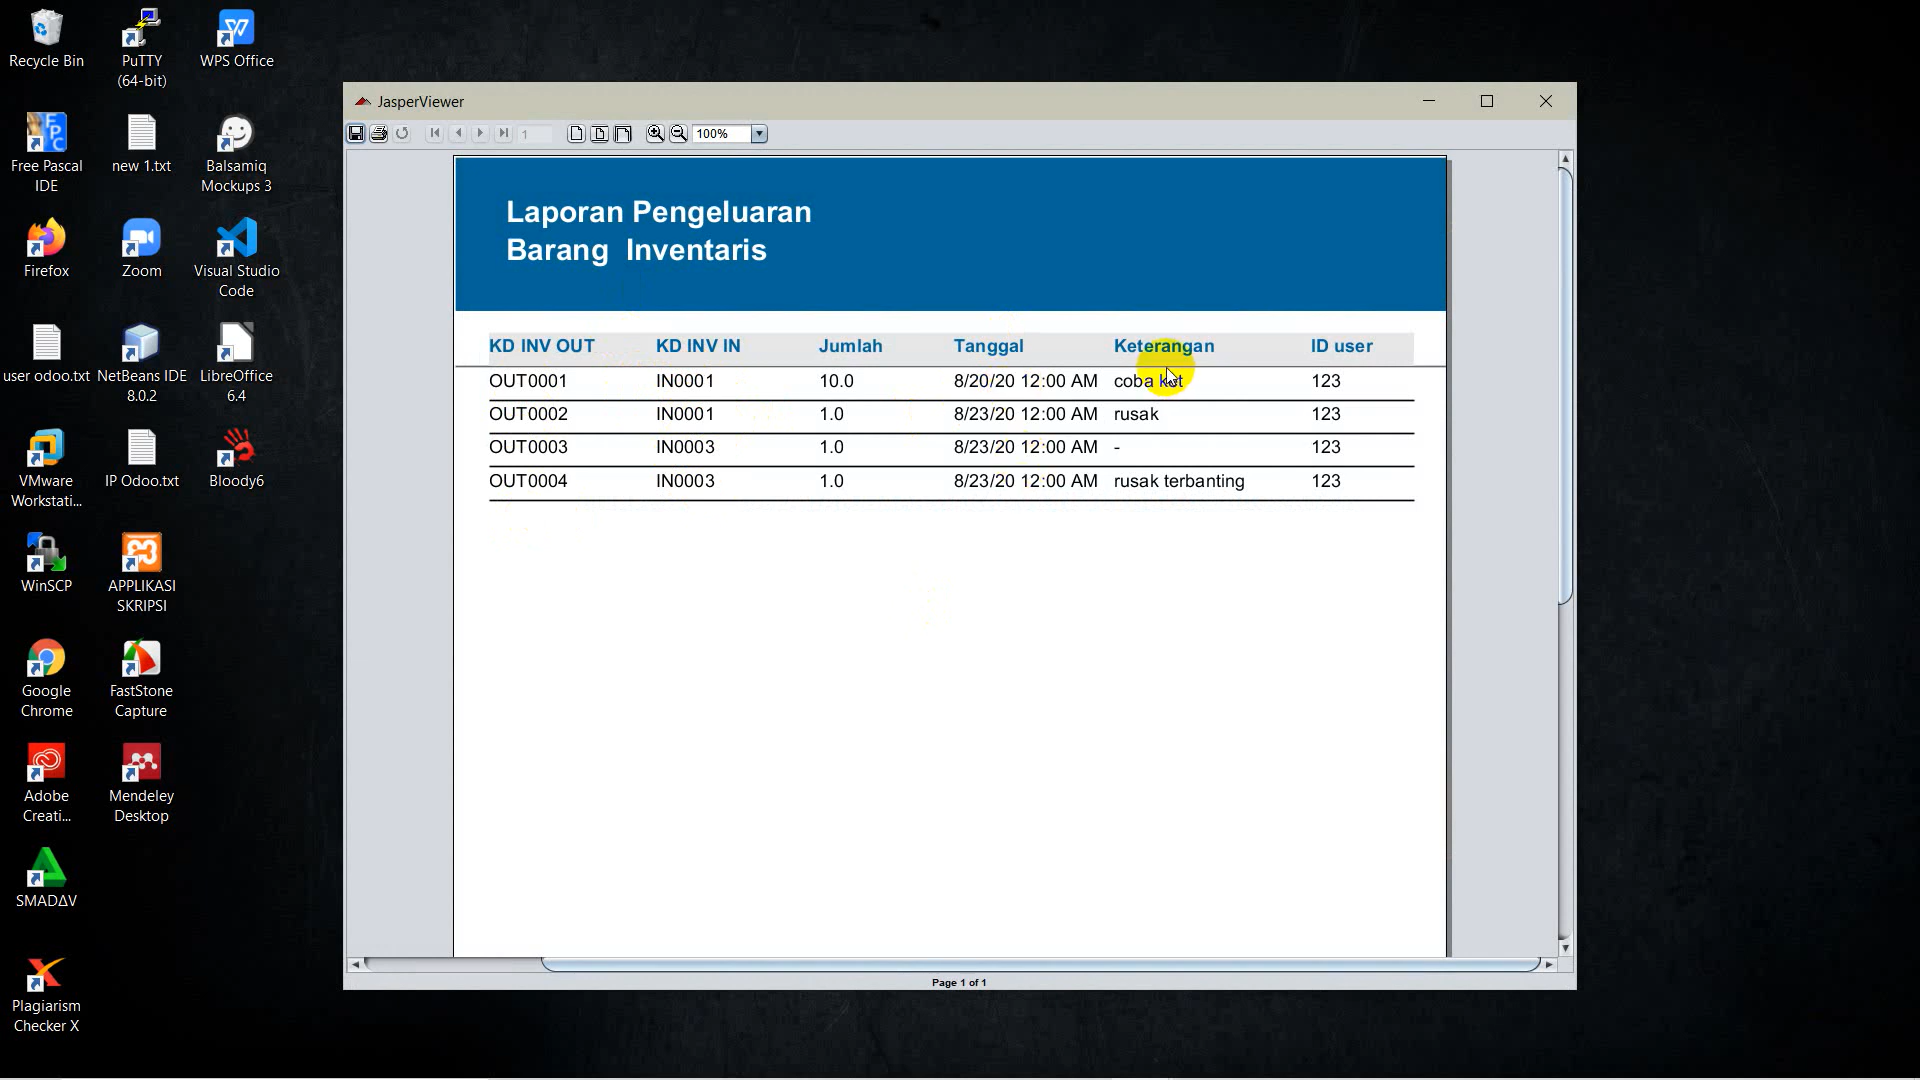 Recycle Bin
PuTTY
(64-bit)
WPS Office
Free Pascal
IDE
new 1.txt
Balsamiq
Mockups 3
Firefox
Zoom
Visual Studio
Code
user odoo.txt
NetBeans IDE
8.0.2
LibreOffice
6.4
VMware
Workstati...
IP Odoo.txt
Bloody6
WinSCP
APPLIKASI
SKRIPSI
Google
Chrome
FastStone
Capture
Adobe
Creati...
Mendeley
Desktop
SMADΔV
Plagiarism
Checker X
JasperViewer
1
100%
Laporan Pengeluaran
Barang Inventaris
KD INV OUT KD INV IN Jumlah Tanggal Keterangan ID user
OUT0001 IN0001 10.0 8/20/20 12:00 AM coba ket 123
OUT0002 IN0001 1.0 8/23/20 12:00 AM rusak 123
OUT0003 IN0003 1.0 8/23/20 12:00 AM - 123
OUT0004 IN0003 1.0 8/23/20 12:00 AM rusak terbanting 123
Page 1 of 1